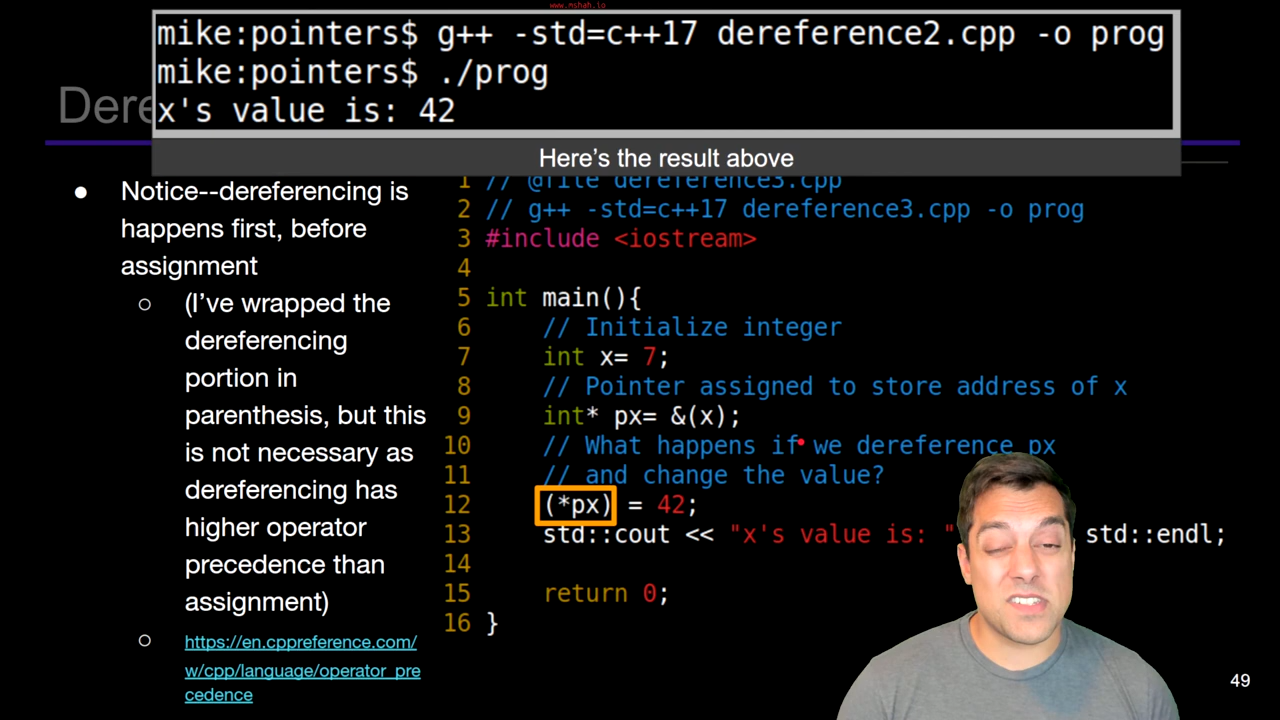 www.mshah.io
mike:pointers$ g++ -std=c++17 dereference2.cpp -o prog
mike:pointers$ ./prog
x's value is: 42
Here's the result above
Dere
● Notice--dereferencing is
happens first, before
assignment
○ (I've wrapped the
dereferencing
portion in
parenthesis, but this
is not necessary as
dereferencing has
higher operator
precedence than
assignment)
○ https://en.cppreference.com/
w/cpp/language/operator_pre
cedence
1 // @file dereference3.cpp
2 // g++ -std=c++17 dereference3.cpp -o prog
3 #include <iostream>
4
5 int main(){
6 // Initialize integer
7 int x= 7;
8 // Pointer assigned to store address of x
9 int* px= &(x);
10 // What happens if we dereference px
11 // and change the value?
12 (*px) = 42;
13 std::cout << "x's value is: " std::endl;
14
15 return 0;
16 }
49